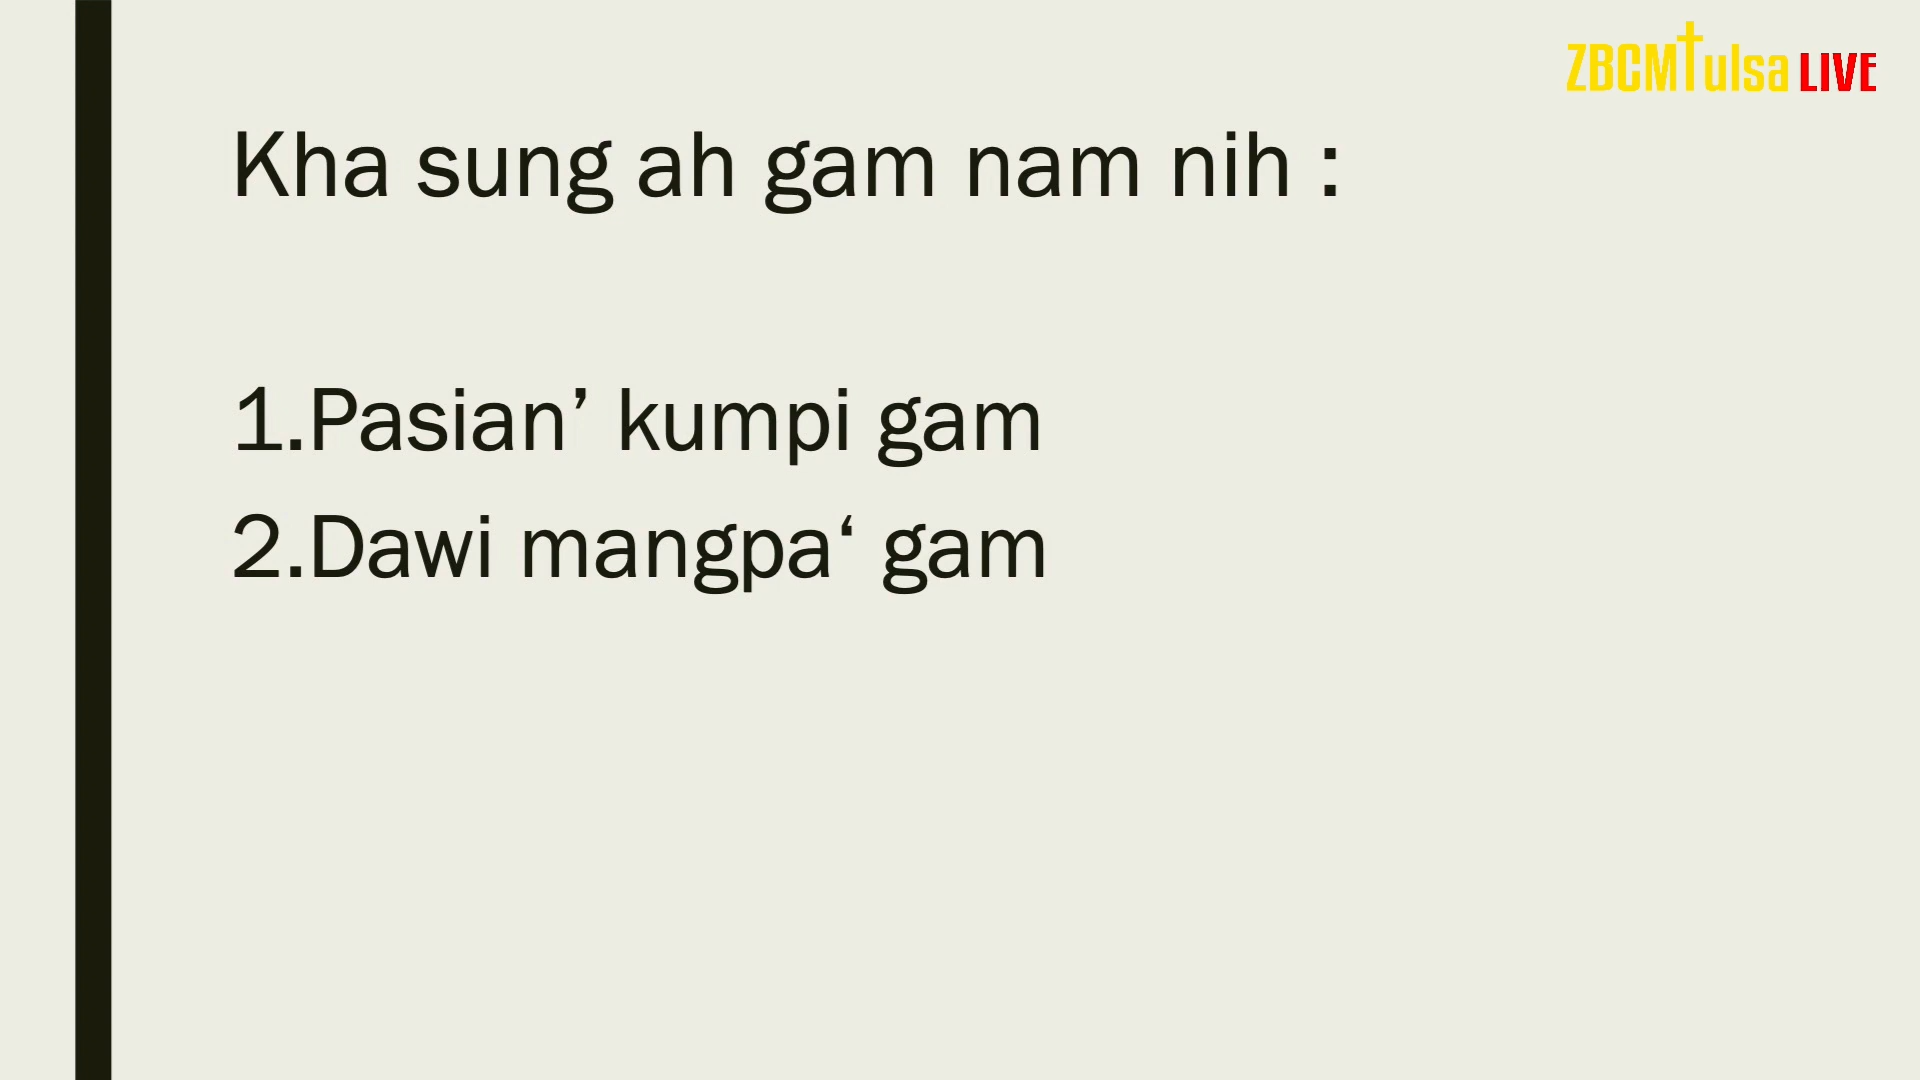 ZBCMTulsa LIVE
Kha sung ah gam nam nih :
1.Pasian’ kumpi gam
2.Dawi mangpa‘ gam